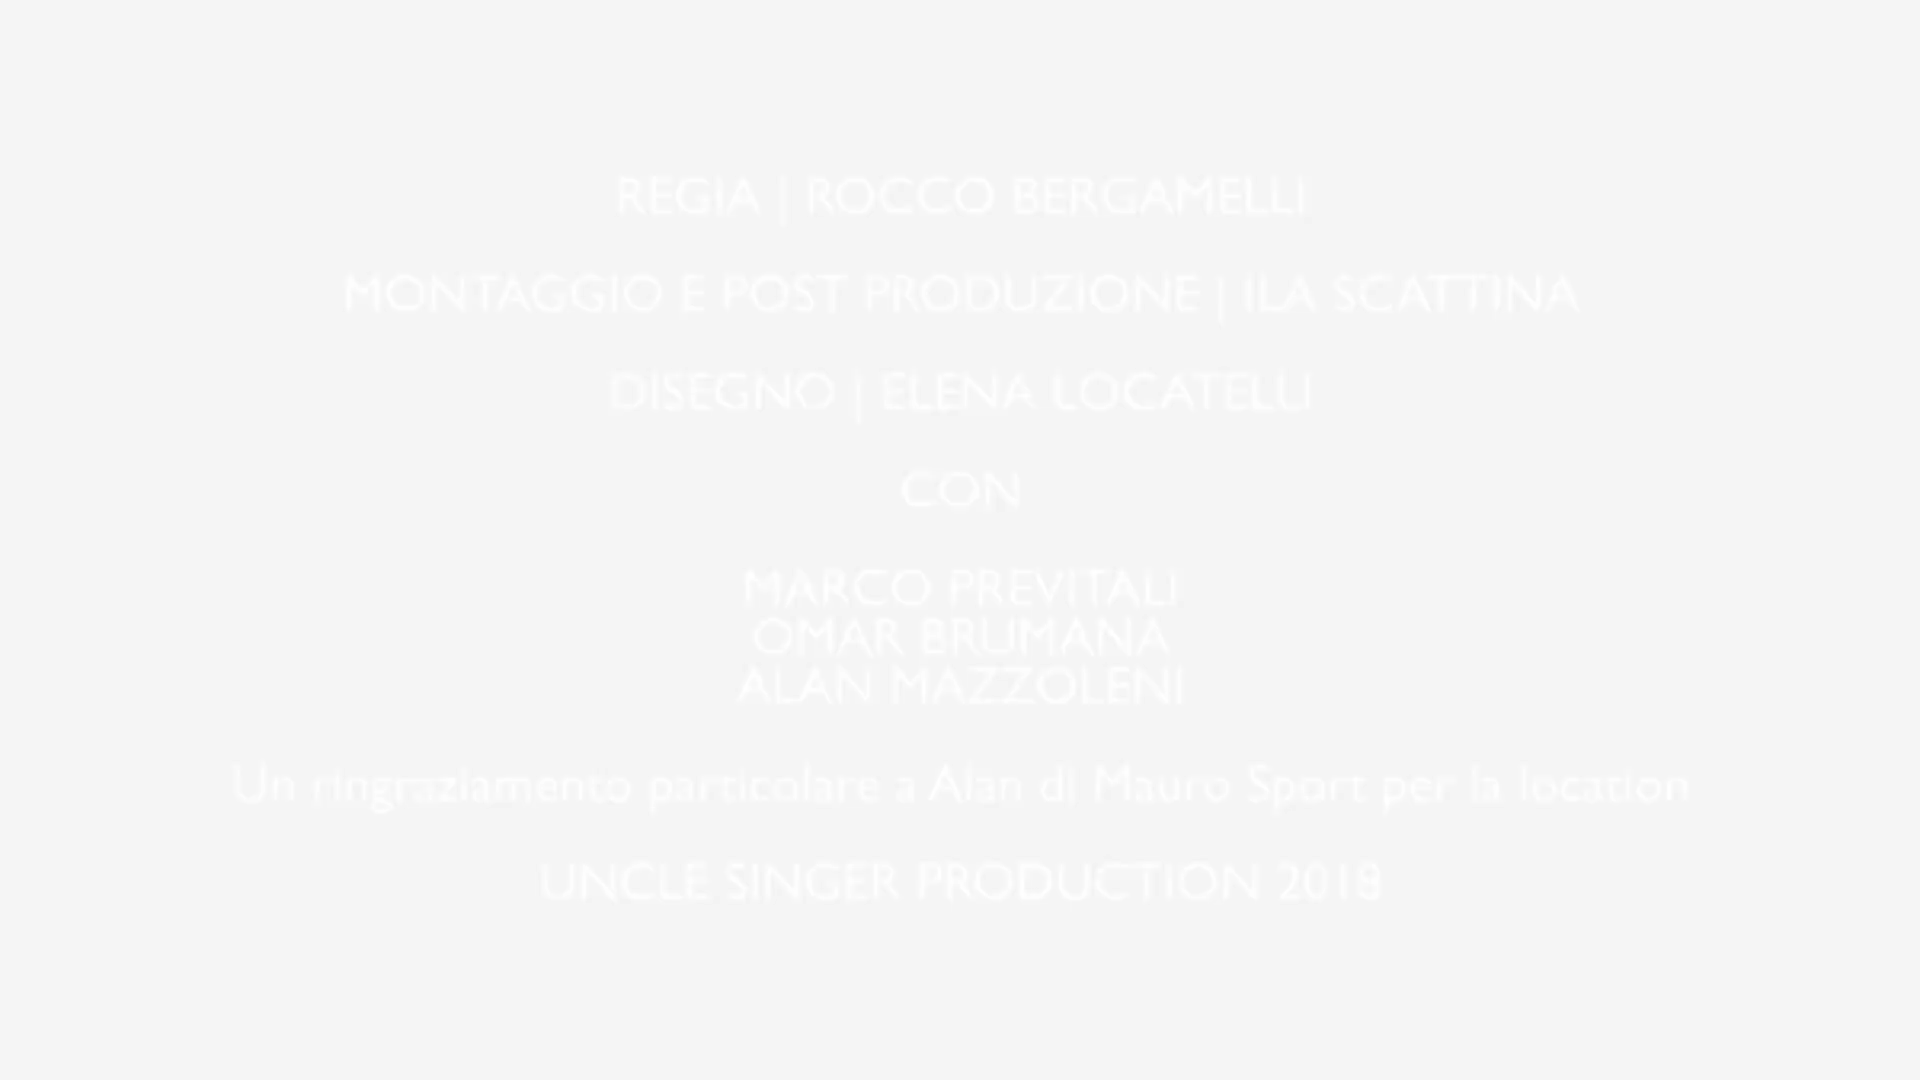 REGIA | ROCCO BERGAMELLI
MONTAGGIO E POST PRODUZIONE | ILA SCATTINA
DISEGNO | ELENA LOCATELLI
CON
MARCO PREVITALI
OMAR BRUMANA
ALAN MAZZOLENI
Un ringraziamento particolare a Alan di Mauro Sport per la location
UNCLE SINGER PRODUCTION 2018